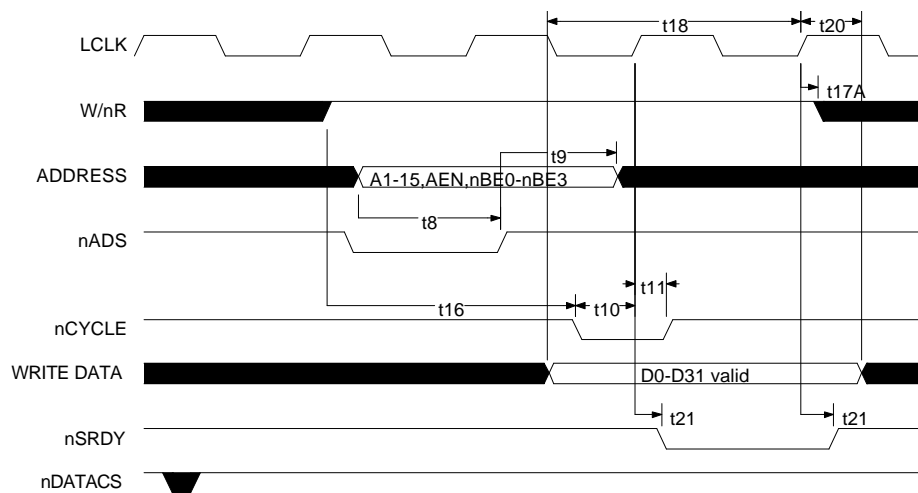 t18 t20
LCLK
t17A
W/nR
t9
ADDRESS A1-15,AEN,nBE0-nBE3
t8
nADS
t11
t16 t10
nCYCLE
WRITE DATA D0-D31 valid
t21 t21
nSRDY
nDATACS